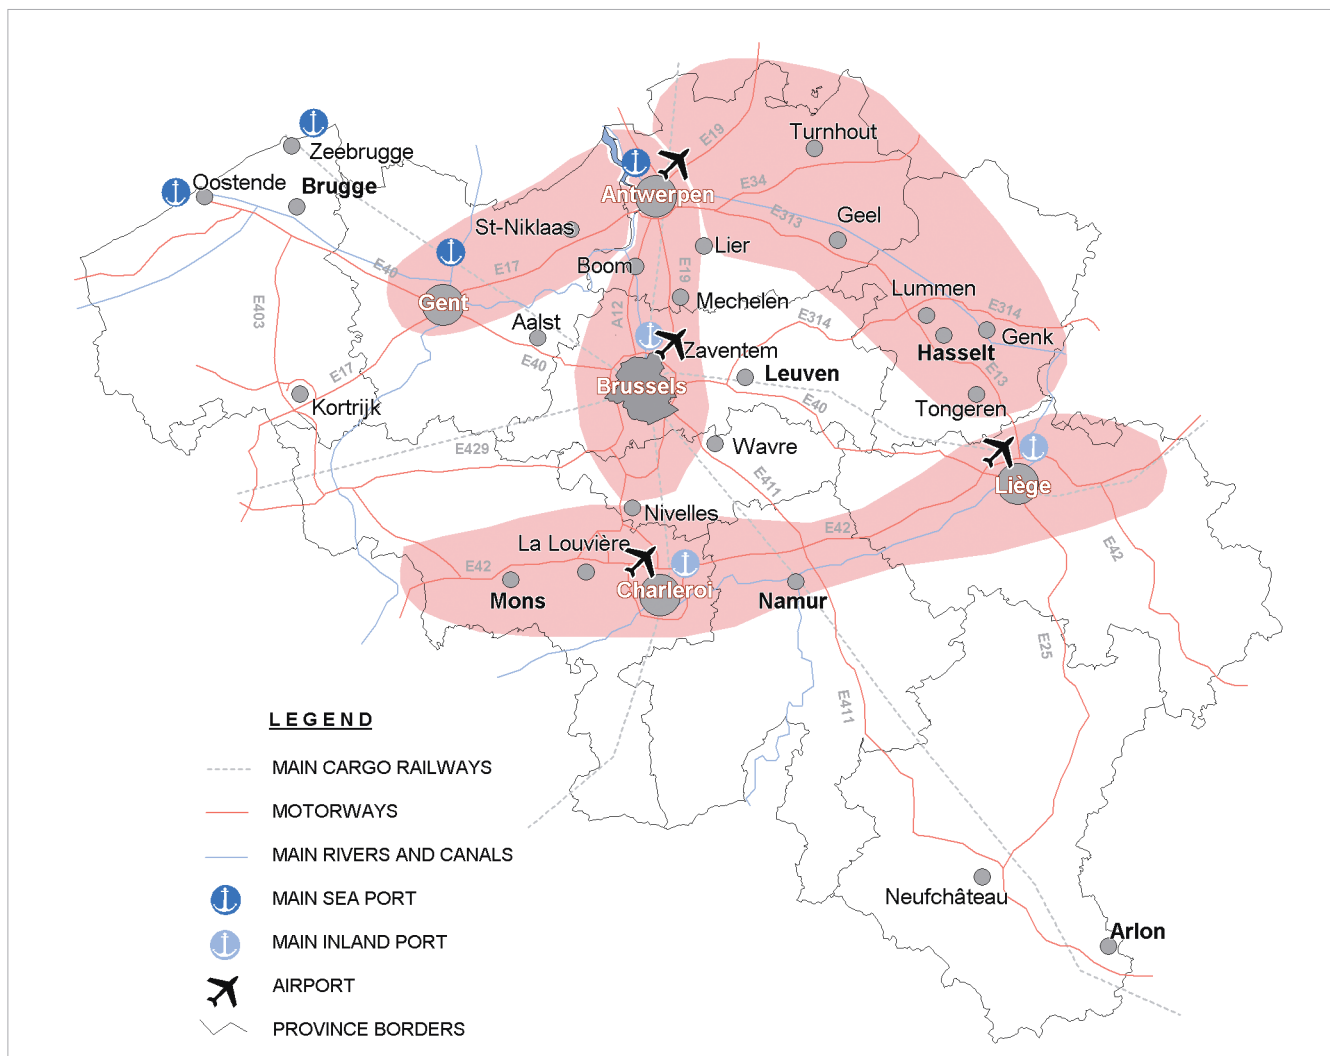 Zeebrugge
Oostende
Brugge
Turnhout
E19
Antwerpen
E34
St-Niklaas
E313
Geel
Lier
E40
E17
Boom
E19
Mechelen
Lummen
E403
Gent
A12
E314
E314
Aalst
Zaventem
Hasselt
Genk
E40
E17
Brussels
Leuven
E13
Kortrijk
E40
Tongeren
E429
Wavre
E411
Liège
Nivelles
E42
La Louvière
E42
E42
Mons
Charleroi
Namur
E25
E411
LEGEND
MAIN CARGO RAILWAYS
MOTORWAYS
MAIN RIVERS AND CANALS
MAIN SEA PORT
MAIN INLAND PORT
AIRPORT
PROVINCE BORDERS
Neufchâteau
Arlon